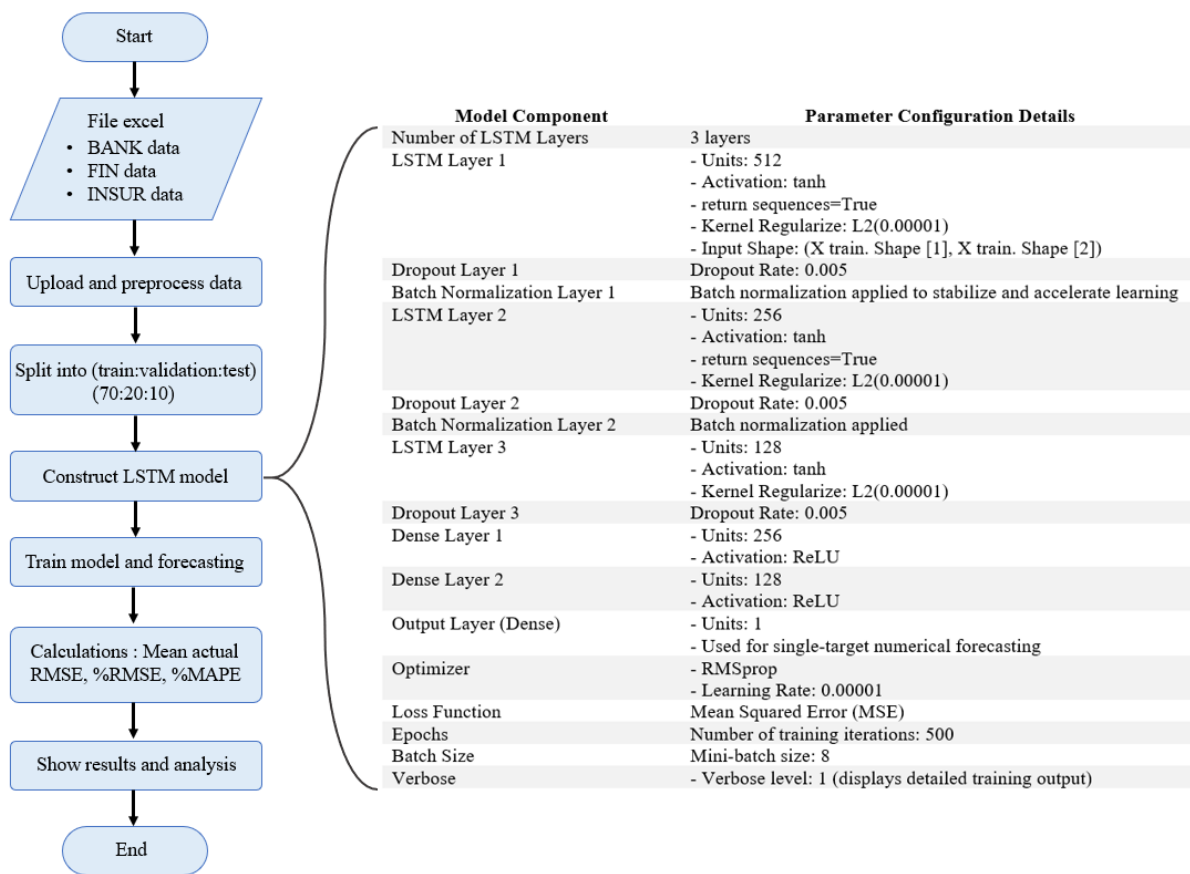 Start
File excel
• BANK data
• FIN data
• INSUR data
Upload and preprocess data
Split into (train:validation:test)
(70:20:10)
Construct LSTM model
Train model and forecasting
Calculations : Mean actual
RMSE, %RMSE, %MAPE
Show results and analysis
End
Model Component Parameter Configuration Details
Number of LSTM Layers 3 layers
LSTM Layer 1 - Units: 512
- Activation: tanh
- return sequences=True
- Kernel Regularize: L2(0.00001)
- Input Shape: (X train. Shape [1], X train. Shape [2])
Dropout Layer 1 Dropout Rate: 0.005
Batch Normalization Layer 1 Batch normalization applied to stabilize and accelerate learning
LSTM Layer 2 - Units: 256
- Activation: tanh
- return sequences=True
- Kernel Regularize: L2(0.00001)
Dropout Layer 2 Dropout Rate: 0.005
Batch Normalization Layer 2 Batch normalization applied
LSTM Layer 3 - Units: 128
- Activation: tanh
- Kernel Regularize: L2(0.00001)
Dropout Layer 3 Dropout Rate: 0.005
Dense Layer 1 - Units: 256
- Activation: ReLU
Dense Layer 2 - Units: 128
- Activation: ReLU
Output Layer (Dense) - Units: 1
- Used for single-target numerical forecasting
Optimizer - RMSprop
- Learning Rate: 0.00001
Loss Function Mean Squared Error (MSE)
Epochs Number of training iterations: 500
Batch Size Mini-batch size: 8
Verbose - Verbose level: 1 (displays detailed training output)